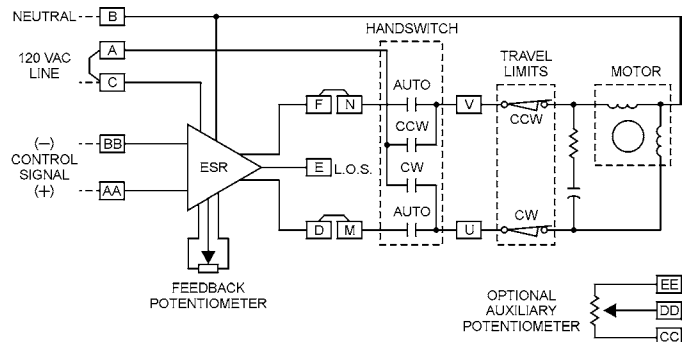 NEUTRAL
B
HANDSWITCH
120 VAC
LINE
A
C
TRAVEL
LIMITS
MOTOR
AUTO
F
N
V
CCW
CCW
(−)
CONTROL
SIGNAL
(+)
BB
AA
ESR
E
L.O.S.
CW
AUTO
CW
D
M
U
FEEDBACK
POTENTIOMETER
OPTIONAL
AUXILIARY
POTENTIOMETER
EE
DD
CC